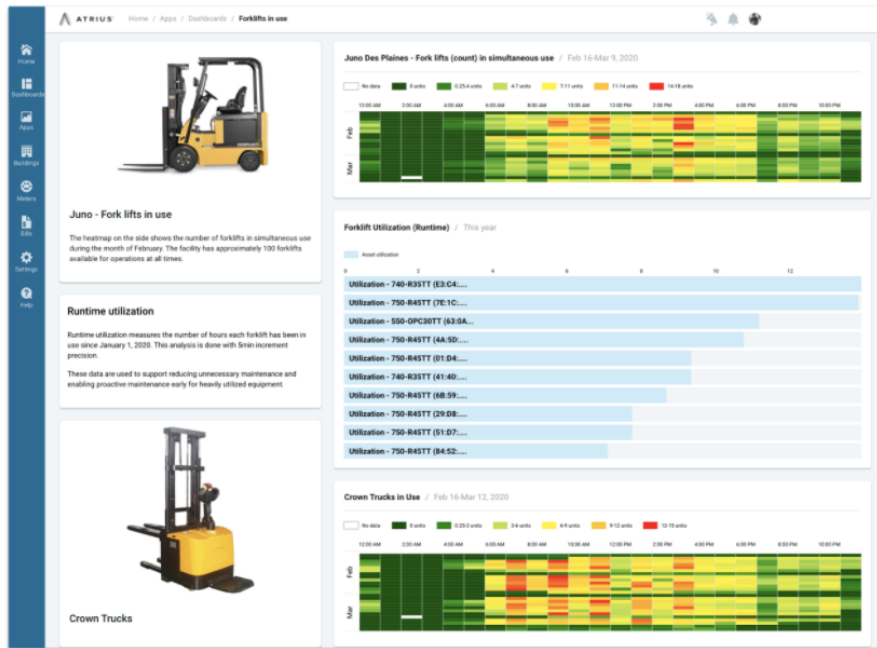 ATRIUS
Home / Apps / Dashboards / Forklifts in use
Home
Dashboards
Apps
Buildings
Meters
Bills
Settings
Help
Juno - Fork lifts in use
The heatmap on the side shows the number of forklifts in simultaneous use
during the month of February. The facility has approximately 100 forklifts
available for operations at all times.
Runtime utilization
Runtime utilization measures the number of hours each forklift has been in
use since January 1, 2020. This analysis is done with 5min increment
precision.
These data are used to support reducing unnecessary maintenance and
enabling proactive maintenance early for heavily utilized equipment.
Crown Trucks
Juno Des Plaines - Fork lifts (count) in simultaneous use / Feb 16-Mar 9, 2020
No data 0 units 0.25-4 units 4-7 units 7-11 units 11-14 units 14-18 units
12:00 AM 2:00 AM 4:00 AM 6:00 AM 8:00 AM 10:00 AM 12:00 PM 2:00 PM 4:00 PM 6:00 PM 8:00 PM 10:00 PM
Feb
Mar
Forklift Utilization (Runtime) / This year
Asset utilization
0 2 4 6 8 10 12
Utilization - 740-R35TT (E3:C4:....
Utilization - 750-R45TT (7E:1C:....
Utilization - 550-OPC30TT (63:0A...
Utilization - 750-R45TT (4A:5D:....
Utilization - 750-R45TT (01:D4:....
Utilization - 740-R35TT (41:40:....
Utilization - 750-R45TT (6B:59:....
Utilization - 750-R45TT (29:D8:....
Utilization - 750-R45TT (51:D7:....
Utilization - 750-R45TT (84:52:....
Crown Trucks in Use / Feb 16-Mar 12, 2020
No data 0 units 0.25-3 units 3-6 units 6-9 units 9-12 units 12-15 units
12:00 AM 2:00 AM 4:00 AM 6:00 AM 8:00 AM 10:00 AM 12:00 PM 2:00 PM 4:00 PM 6:00 PM 8:00 PM 10:00 PM
Feb
Mar